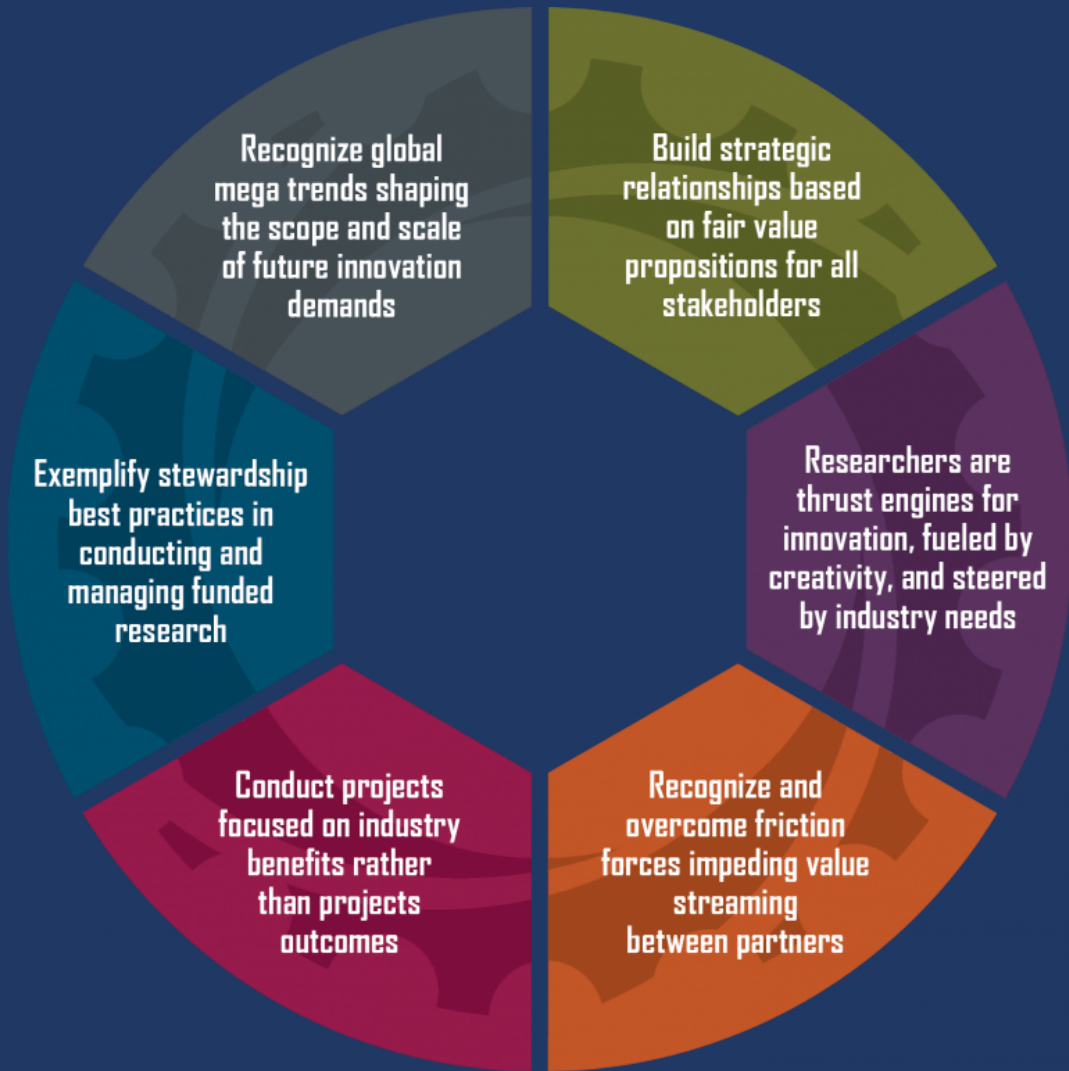 Recognize global
mega trends shaping
the scope and scale
of future innovation
demands
Build strategic
relationships based
on fair value
propositions for all
stakeholders
Researchers are
thrust engines for
innovation, fueled by
creativity, and steered
by industry needs
Recognize and
overcome friction
forces impeding value
streaming
between partners
Conduct projects
focused on industry
benefits rather
than projects
outcomes
Exemplify stewardship
best practices in
conducting and
managing funded
research